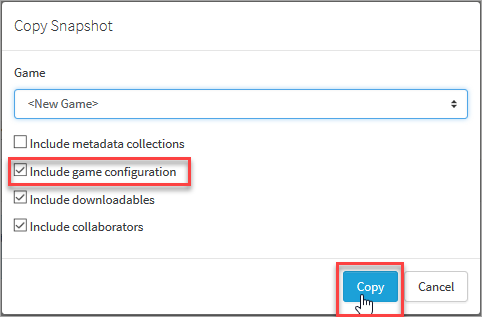 Copy Snapshot
Game
<New Game>
Include metadata collections
Include game configuration
Include downloadables
Include collaborators
Copy Cancel